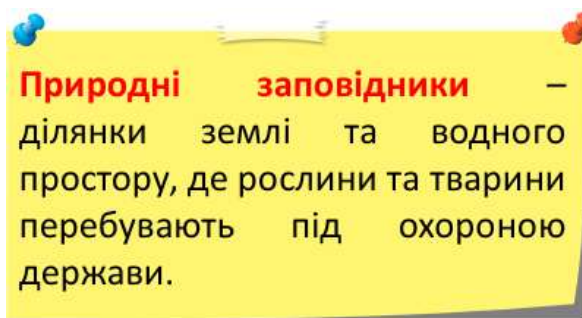 Природні заповідники –
ділянки землі та водного
простору, де рослини та тварини
перебувають під охороною
держави.